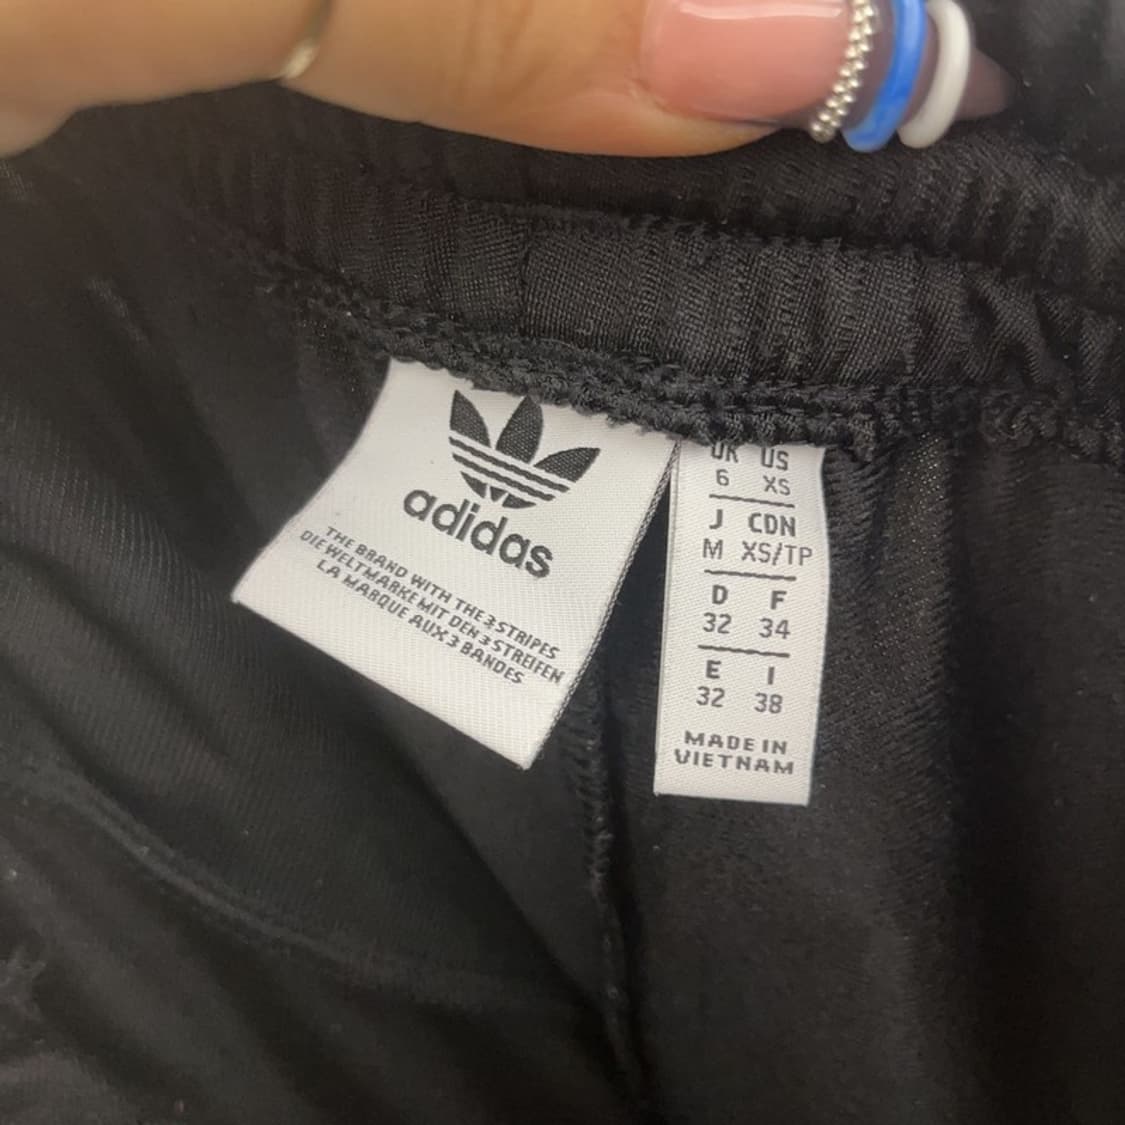 adidas
THE BRAND WITH THE 3 STRIPES
DIE WELTMARKE MIT DEN 3 STREIFEN
LA MARQUE AUX 3 BANDES
UK US
6 XS
J CDN
M XS/TP
D F
32 34
E I
32 38
MADE IN
VIETNAM